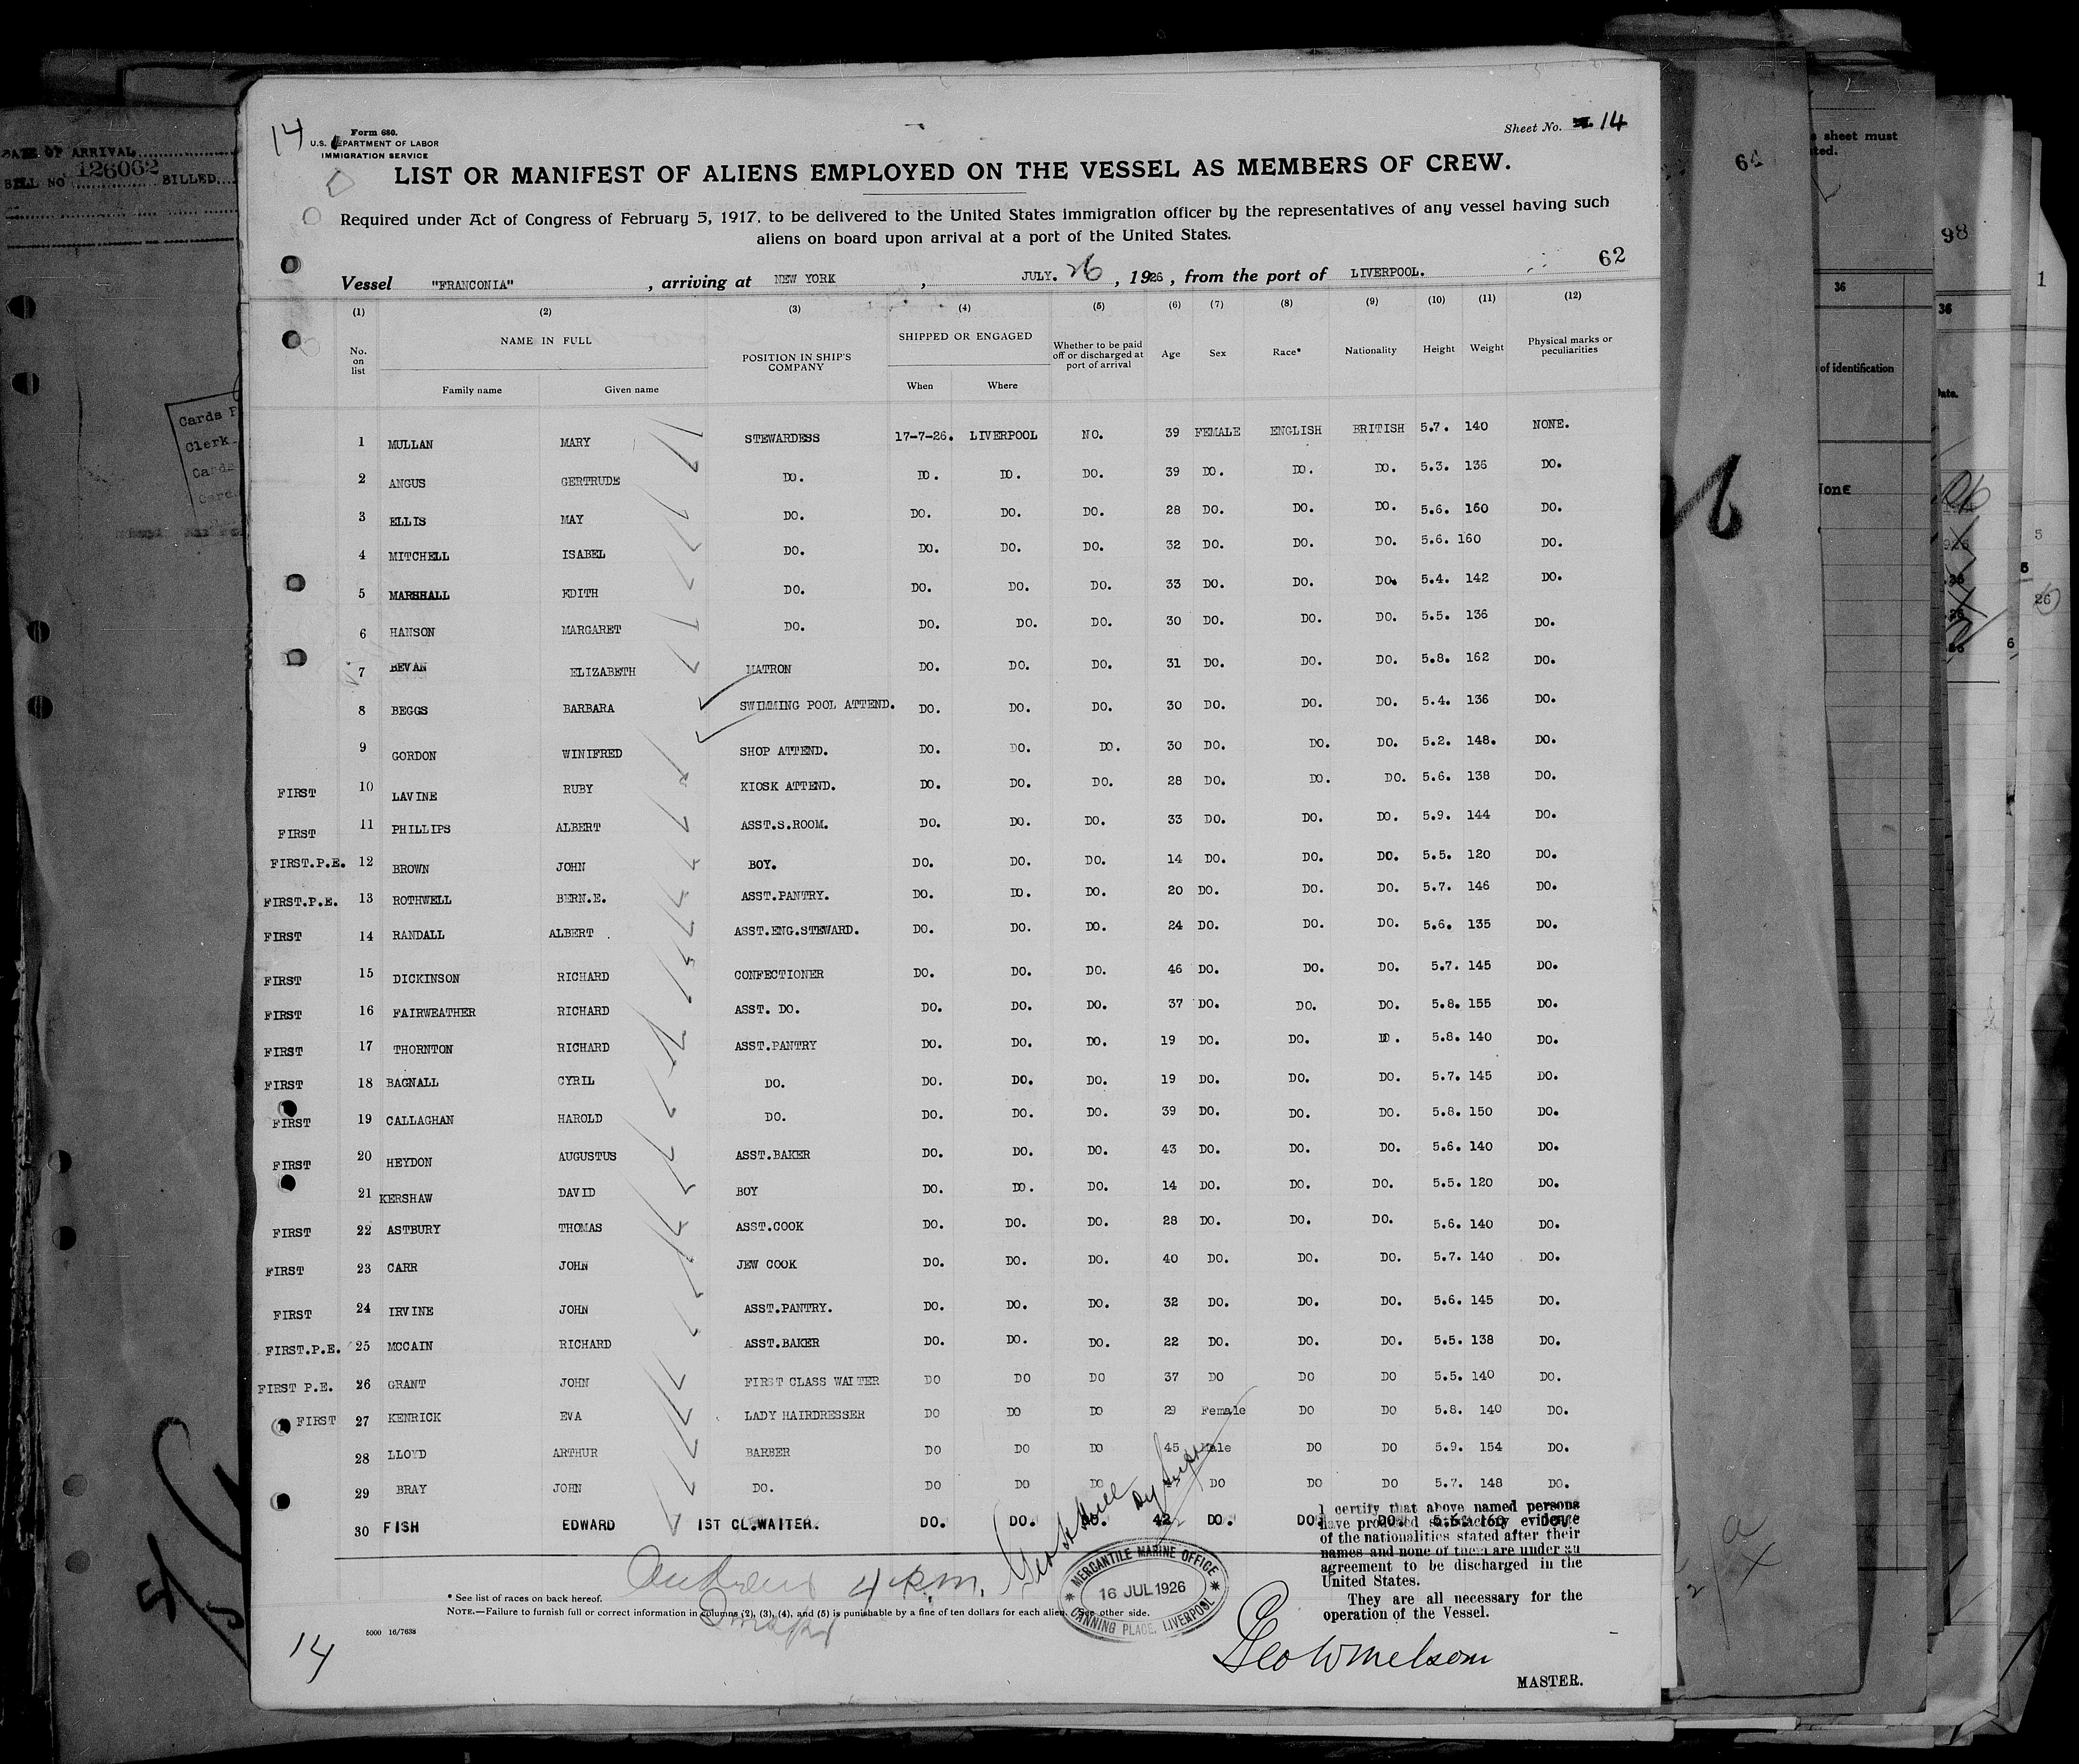 14
Form 680.
U.S. DEPARTMENT OF LABOR
IMMIGRATION SERVICE
Sheet No. 14
LIST OR MANIFEST OF ALIENS EMPLOYED ON THE VESSEL AS MEMBERS OF CREW.
Required under Act of Congress of February 5, 1917, to be delivered to the United States immigration officer by the representatives of any vessel having such
aliens on board upon arrival at a port of the United States.
62
Vessel "FRANCONIA" , arriving at NEW YORK , JULY. 26 , 1926 , from the port of LIVERPOOL.
(1) (2) (3) (4) (5) (6) (7) (8) (9) (10) (11) (12)
No. on list NAME IN FULL Family name Given name POSITION IN SHIP'S COMPANY SHIPPED OR ENGAGED When Where Whether to be paid off or discharged at port of arrival Age Sex Race* Nationality Height Weight Physical marks or peculiarities
1 MULLAN MARY STEWARDESS 17-7-26. LIVERPOOL NO. 39 FEMALE ENGLISH BRITISH 5.7. 140 NONE.
2 ANGUS GERTRUDE DO. DO. DO. DO. 39 DO. DO. DO. 5.3. 136 DO.
3 ELLIS MAY DO. DO. DO. DO. 28 DO. DO. DO. 5.6. 160 DO.
4 MITCHELL ISABEL DO. DO. DO. DO. 32 DO. DO. DO. 5.6. 160 DO.
5 MARSHALL EDITH DO. DO. DO. DO. 33 DO. DO. DO. 5.4. 142 DO.
6 HANSON MARGARET DO. DO. DO. DO. 30 DO. DO. DO. 5.5. 136 DO.
7 BEVAN ELIZABETH MATRON DO. DO. DO. 31 DO. DO. DO. 5.8. 162 DO.
8 BEGGS BARBARA SWIMMING POOL ATTEND. DO. DO. DO. 30 DO. DO. DO. 5.4. 136 DO.
9 GORDON WINIFRED SHOP ATTEND. DO. DO. DO. 30 DO. DO. DO. 5.2. 148. DO.
FIRST 10 LAVINE RUBY KIOSK ATTEND. DO. DO. DO. 28 DO. DO. DO. 5.6. 138 DO.
FIRST 11 PHILLIPS ALBERT ASST.S.ROOM. DO. DO. DO. 33 DO. DO. DO. 5.9. 144 DO.
FIRST.P.E. 12 BROWN JOHN BOY. DO. DO. DO. 14 DO. DO. DO. 5.5. 120 DO.
FIRST.P.E. 13 ROTHWELL BERN.E. ASST.PANTRY. DO. DO. DO. 20 DO. DO. DO. 5.7. 146 DO.
FIRST 14 RANDALL ALBERT . ASST.ENG.STEWARD. DO. DO. DO. 24 DO. DO. DO. 5.6. 135 DO.
FIRST 15 DICKINSON RICHARD CONFECTIONER DO. DO. DO. 46 DO. DO. DO. 5.7. 145 DO.
FIRST 16 FAIRWEATHER RICHARD ASST. DO. DO. DO. DO. 37 DO. DO. DO. 5.8. 155 DO.
FIRST 17 THORNTON RICHARD ASST.PANTRY DO. DO. DO. 19 DO. DO. DO. 5.8. 140 DO.
FIRST 18 BAGNALL CYRIL DO. DO. DO. DO. 19 DO. DO. DO. 5.7. 145 DO.
FIRST 19 CALLAGHAN HAROLD DO. DO. DO. DO. 39 DO. DO. DO. 5.8. 150 DO.
FIRST 20 HEYDON AUGUSTUS ASST.BAKER DO. DO. DO. 43 DO. DO. DO. 5.6. 140 DO.
21 KERSHAW DAVID BOY DO. DO. DO. 14 DO. DO. DO. 5.5. 120 DO.
FIRST 22 ASTBURY THOMAS ASST.COOK DO. DO. DO. 28 DO. DO. DO. 5.6. 140 DO.
FIRST 23 CARR JOHN JEW COOK DO. DO. DO. 40 DO. DO. DO. 5.7. 140 DO.
FIRST 24 IRVINE JOHN ASST.PANTRY. DO. DO. DO. 32 DO. DO. DO. 5.6. 145 DO.
FIRST.P.E. 25 MCCAIN RICHARD ASST.BAKER DO. DO. DO. 22 DO. DO. DO. 5.5. 138 DO.
FIRST P.E. 26 GRANT JOHN FIRST CLASS WAITER DO DO DO 37 DO DO DO 5.5. 140 DO.
FIRST 27 KENRICK EVA LADY HAIRDRESSER DO DO DO 29 Female DO DO 5.8. 140 DO.
28 LLOYD ARTHUR BARBER DO DO DO 45 Male DO DO 5.9. 154 DO.
29 BRAY JOHN DO. DO DO DO DO DO DO 5.7. 148 DO.
30 FISH EDWARD 1ST CL.WAITER. DO. DO. DO. 42 DO. DO. DO. 5.6. 160 DO.
I certify that above named persons
have produced satisfactory evidence
of the nationalities stated after their
names and none of them are under an
agreement to be discharged in the
United States.
They are all necessary for the
operation of the Vessel.
MERCANTILE MARINE OFFICE
16 JUL 1926
CANNING PLACE, LIVERPOOL
4 p.m.
* See list of races on back hereof.
NOTE.—Failure to furnish full or correct information in columns (2), (3), (4), and (5) is punishable by a fine of ten dollars for each alien. See other side.
5000 16/7638
14
Geo W Melsom
MASTER.
DATE OF ARRIVAL
BILL NO 126062 BILLED
Clerk
64
sheet must
98
36
36
of identification
None
1
5
6
26
6